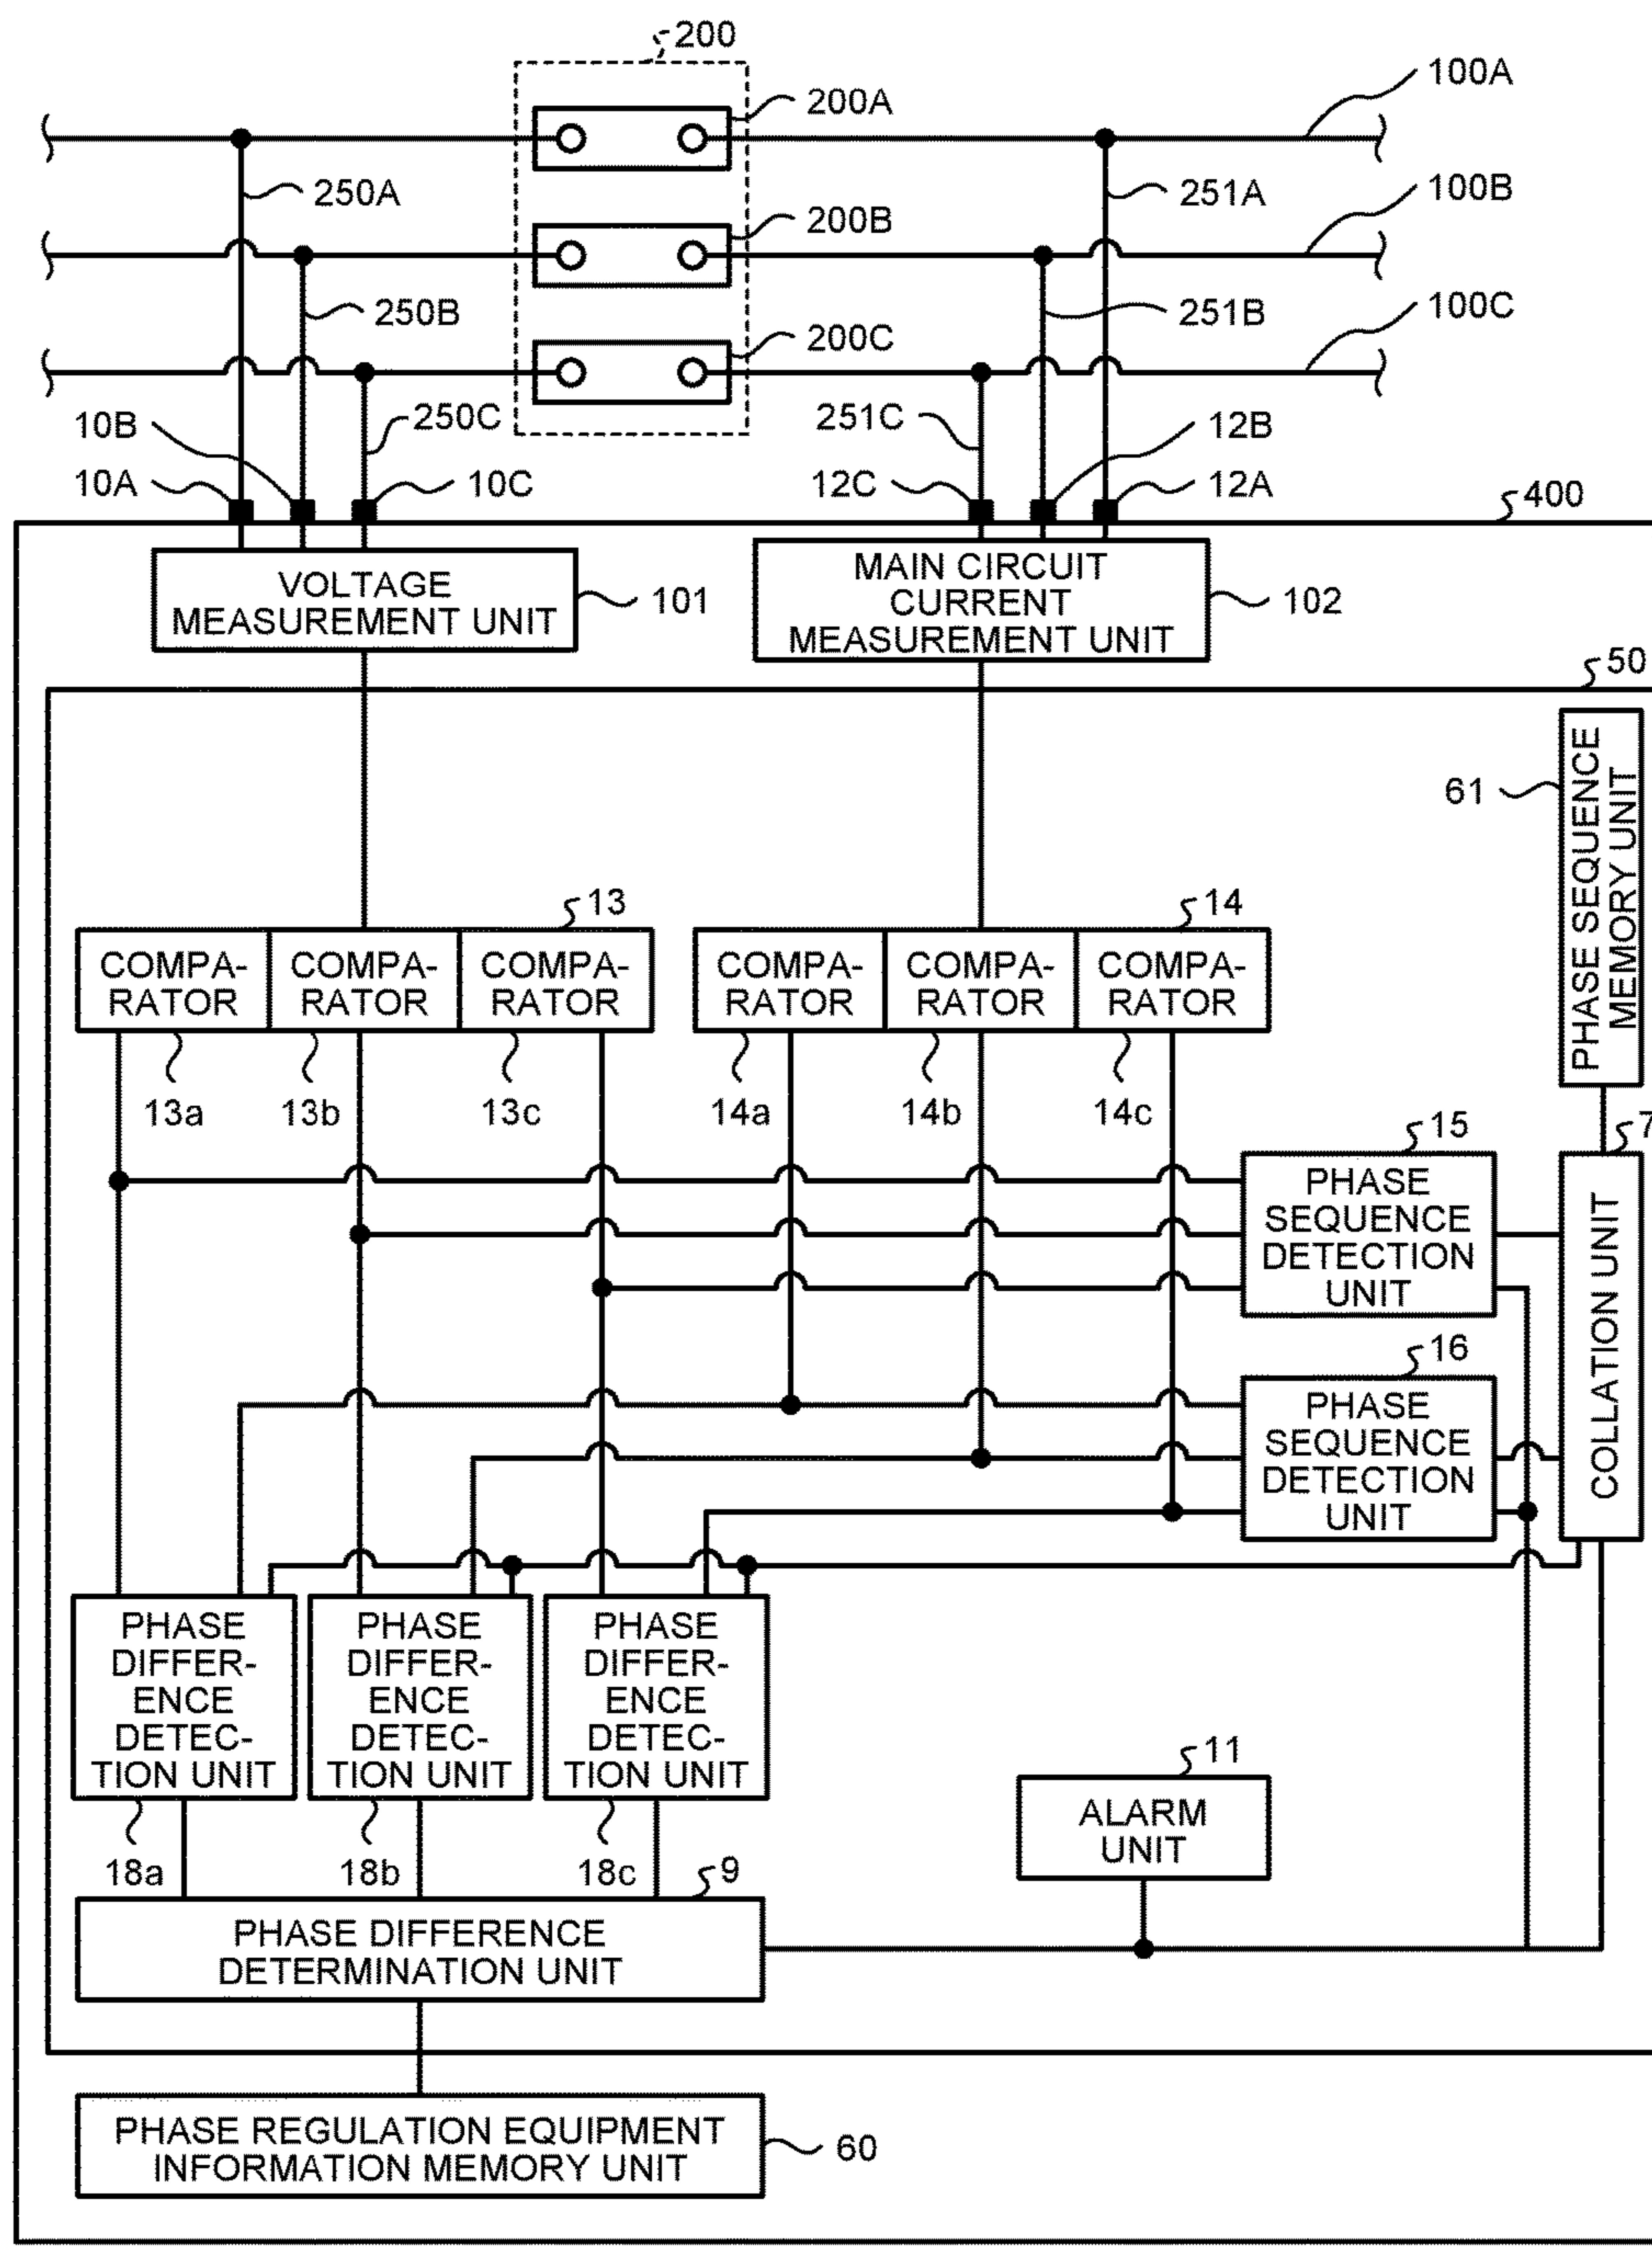 200
100A
200A
250A
251A
100B
200B
250B
251B
100C
200C
10B
250C
251C
12B
10A
10C
12C
12A
400
VOLTAGE
MEASUREMENT UNIT
101
MAIN CIRCUIT
CURRENT
MEASUREMENT UNIT
102
50
PHASE SEQUENCE
MEMORY UNIT
61
13
14
COMPA-
RATOR
COMPA-
RATOR
COMPA-
RATOR
COMPA-
RATOR
COMPA-
RATOR
COMPA-
RATOR
13a
13b
13c
14a
14b
14c
15
7
PHASE
SEQUENCE
DETECTION
UNIT
COLLATION UNIT
16
PHASE
SEQUENCE
DETECTION
UNIT
PHASE
DIFFER-
ENCE
DETEC-
TION UNIT
PHASE
DIFFER-
ENCE
DETEC-
TION UNIT
PHASE
DIFFER-
ENCE
DETEC-
TION UNIT
11
ALARM
UNIT
18a
18b
18c
9
PHASE DIFFERENCE
DETERMINATION UNIT
PHASE REGULATION EQUIPMENT
INFORMATION MEMORY UNIT
60